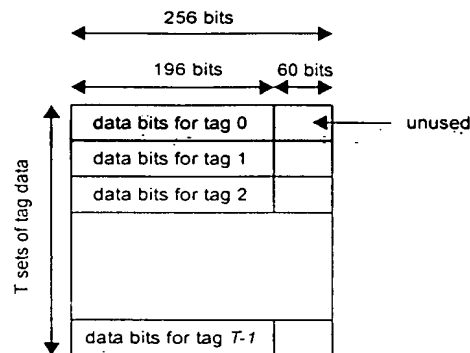 256 bits
196 bits
60 bits
data bits for tag 0
unused
data bits for tag 1
data bits for tag 2
T sets of tag data
data bits for tag T-1